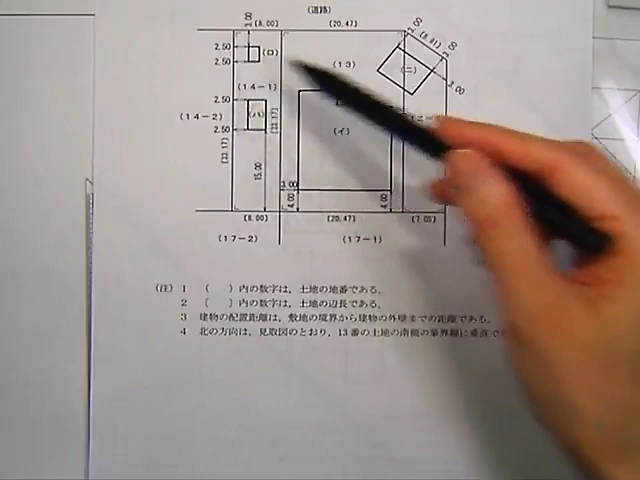 (道路)
3.00
(8.00)
(20.47)
2.00
(8.81)
2.50
(ロ)
2.50
(13)
(ニ)
3.00
3.00
(14-1)
2.50
(14-2)
(ハ)
(イ)
2.50
15.00
3.00
4.00
4.00
(8.00)
(20.47)
(7.05)
(17-2)
(17-1)
(注) 1 ( )内の数字は、土地の地番である。
2 〔 〕内の数字は、土地の辺長である。
3 建物の配置距離は、敷地の境界から建物の外壁までの距離である。
4 北の方向は、見取図のとおり、13番の土地の南側の境界線に垂直で